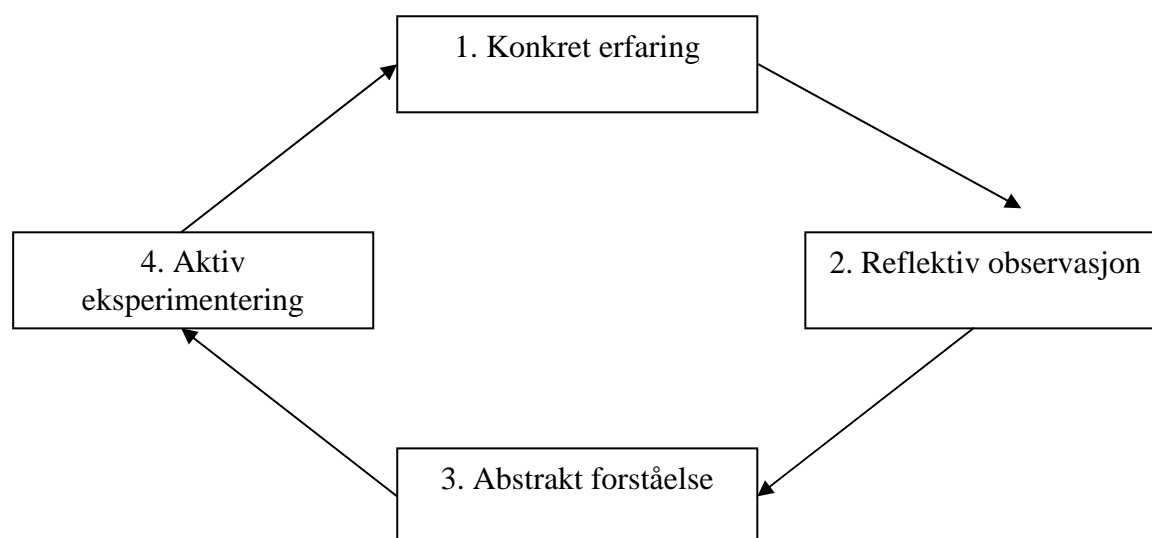 1. Konkret erfaring
4. Aktiv
eksperimentering
2. Reflektiv observasjon
3. Abstrakt forståelse